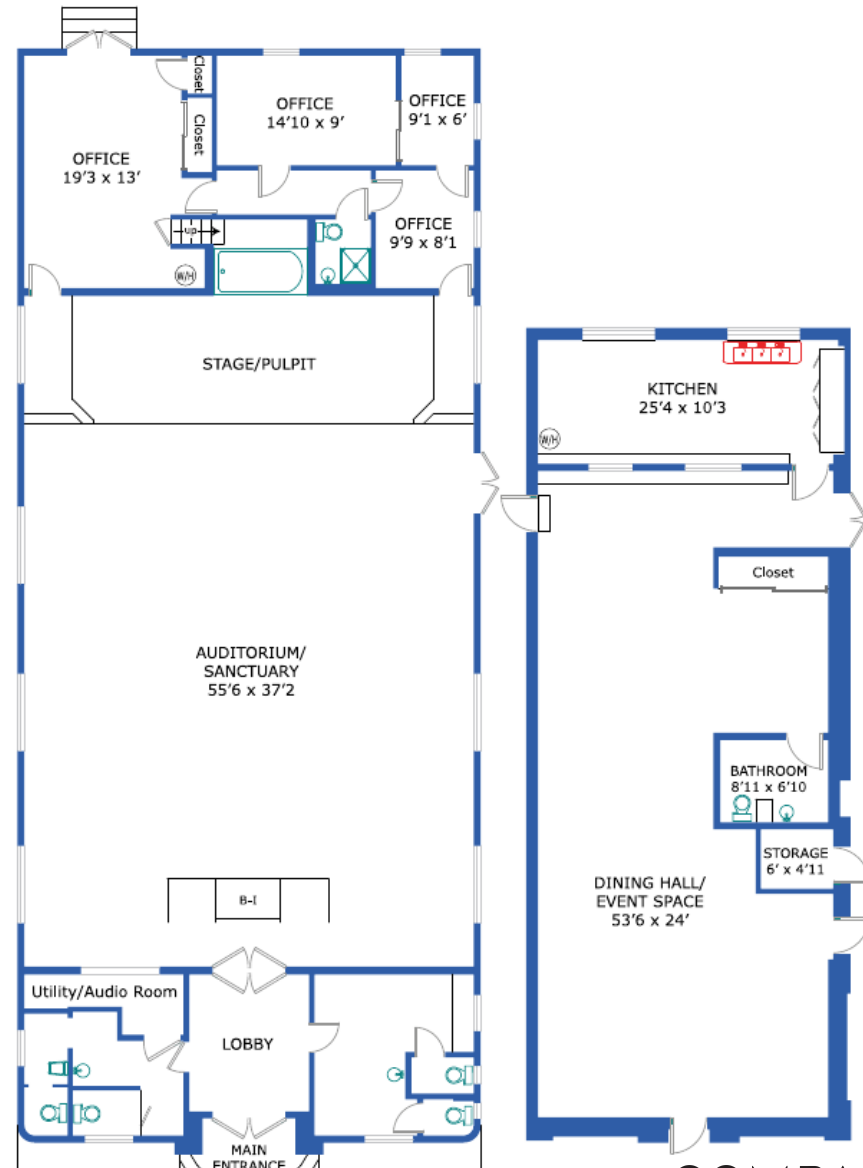 Closet
OFFICE
14'10 x 9'
OFFICE
9'1 x 6'
Closet
OFFICE
19'3 x 13'
OFFICE
9'9 x 8'1
up
W/H
STAGE/PULPIT
KITCHEN
25'4 x 10'3
W/H
Closet
AUDITORIUM/
SANCTUARY
55'6 x 37'2
BATHROOM
8'11 x 6'10
STORAGE
6' x 4'11
DINING HALL/
EVENT SPACE
53'6 x 24'
B-I
Utility/Audio Room
LOBBY
MAIN
ENTRANCE